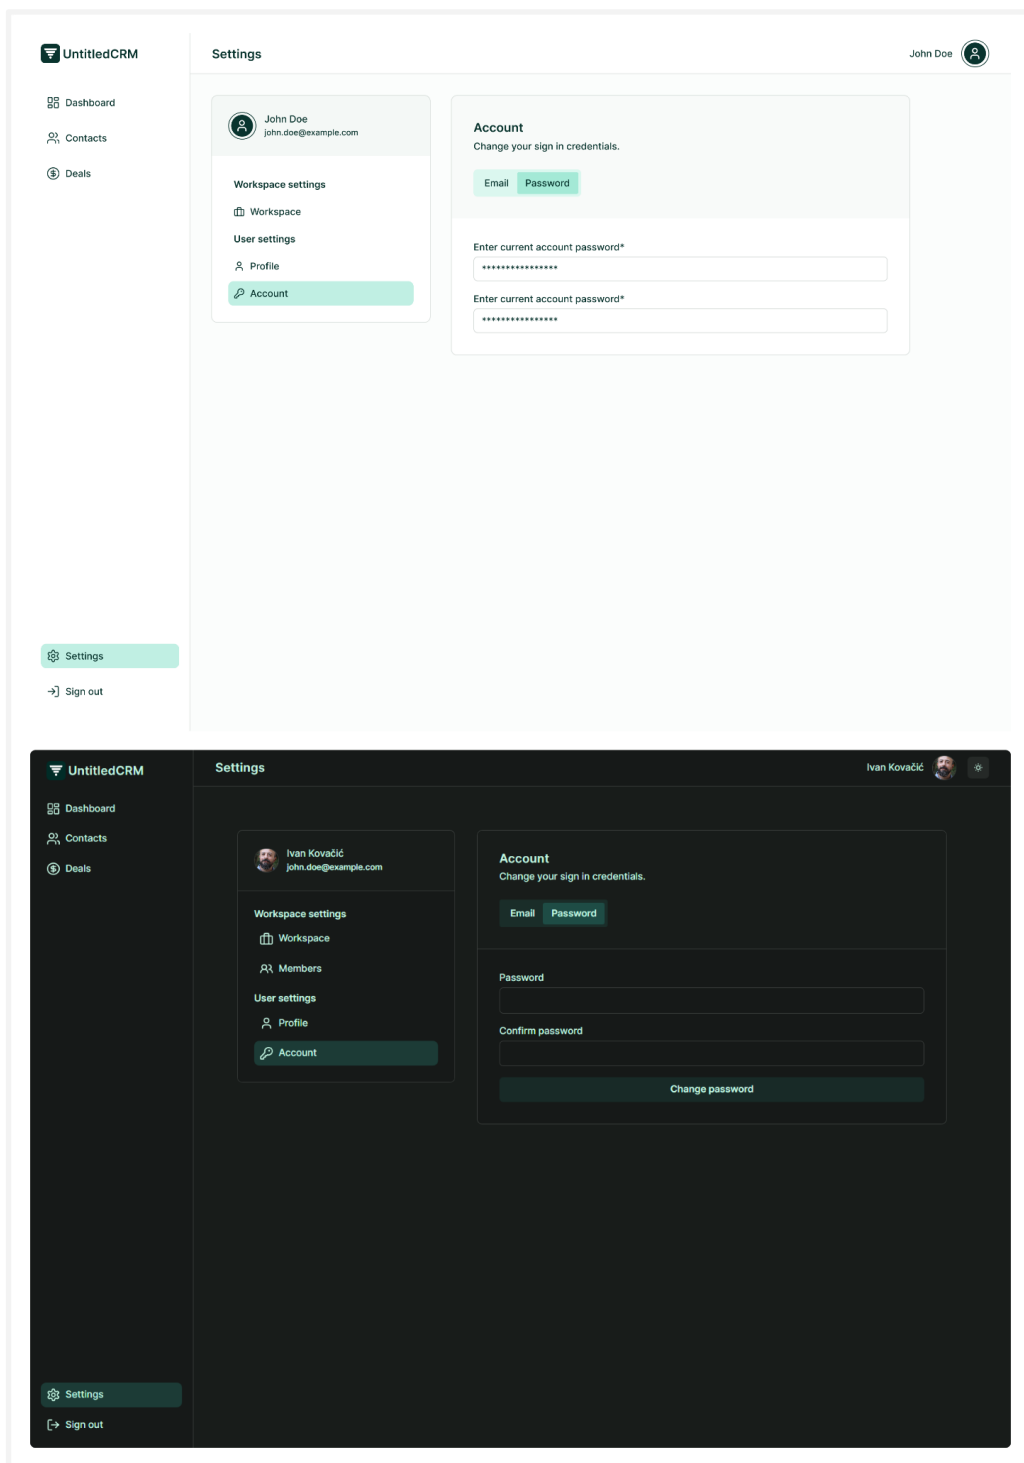 UntitledCRM
Settings
John Doe
Dashboard
Contacts
Deals
John Doe
john.doe@example.com
Workspace settings
Workspace
User settings
Profile
Account
Account
Change your sign in credentials.
Email Password
Enter current account password*
****************
Enter current account password*
****************
Settings
Sign out
UntitledCRM
Settings
Ivan Kovačić
Dashboard
Contacts
Deals
Ivan Kovačić
john.doe@example.com
Workspace settings
Workspace
Members
User settings
Profile
Account
Account
Change your sign in credentials.
Email Password
Password
Confirm password
Change password
Settings
Sign out